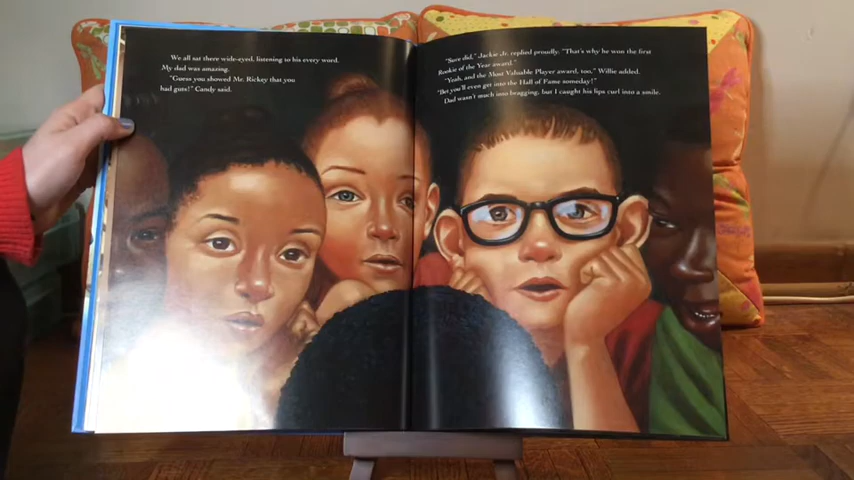 We all sat there wide-eyed, listening to his every word.
My dad was amazing.
"Guess you showed Mr. Rickey that you
had guts!" Candy said.
"Sure did," Jackie Jr. replied proudly. "That's why he won the first
Rookie of the Year award."
"Yeah, and the Most Valuable Player award, too," Willie added.
"Bet you'll even get into the Hall of Fame someday!"
Dad wasn't much into bragging, but I caught his lips curl into a smile.